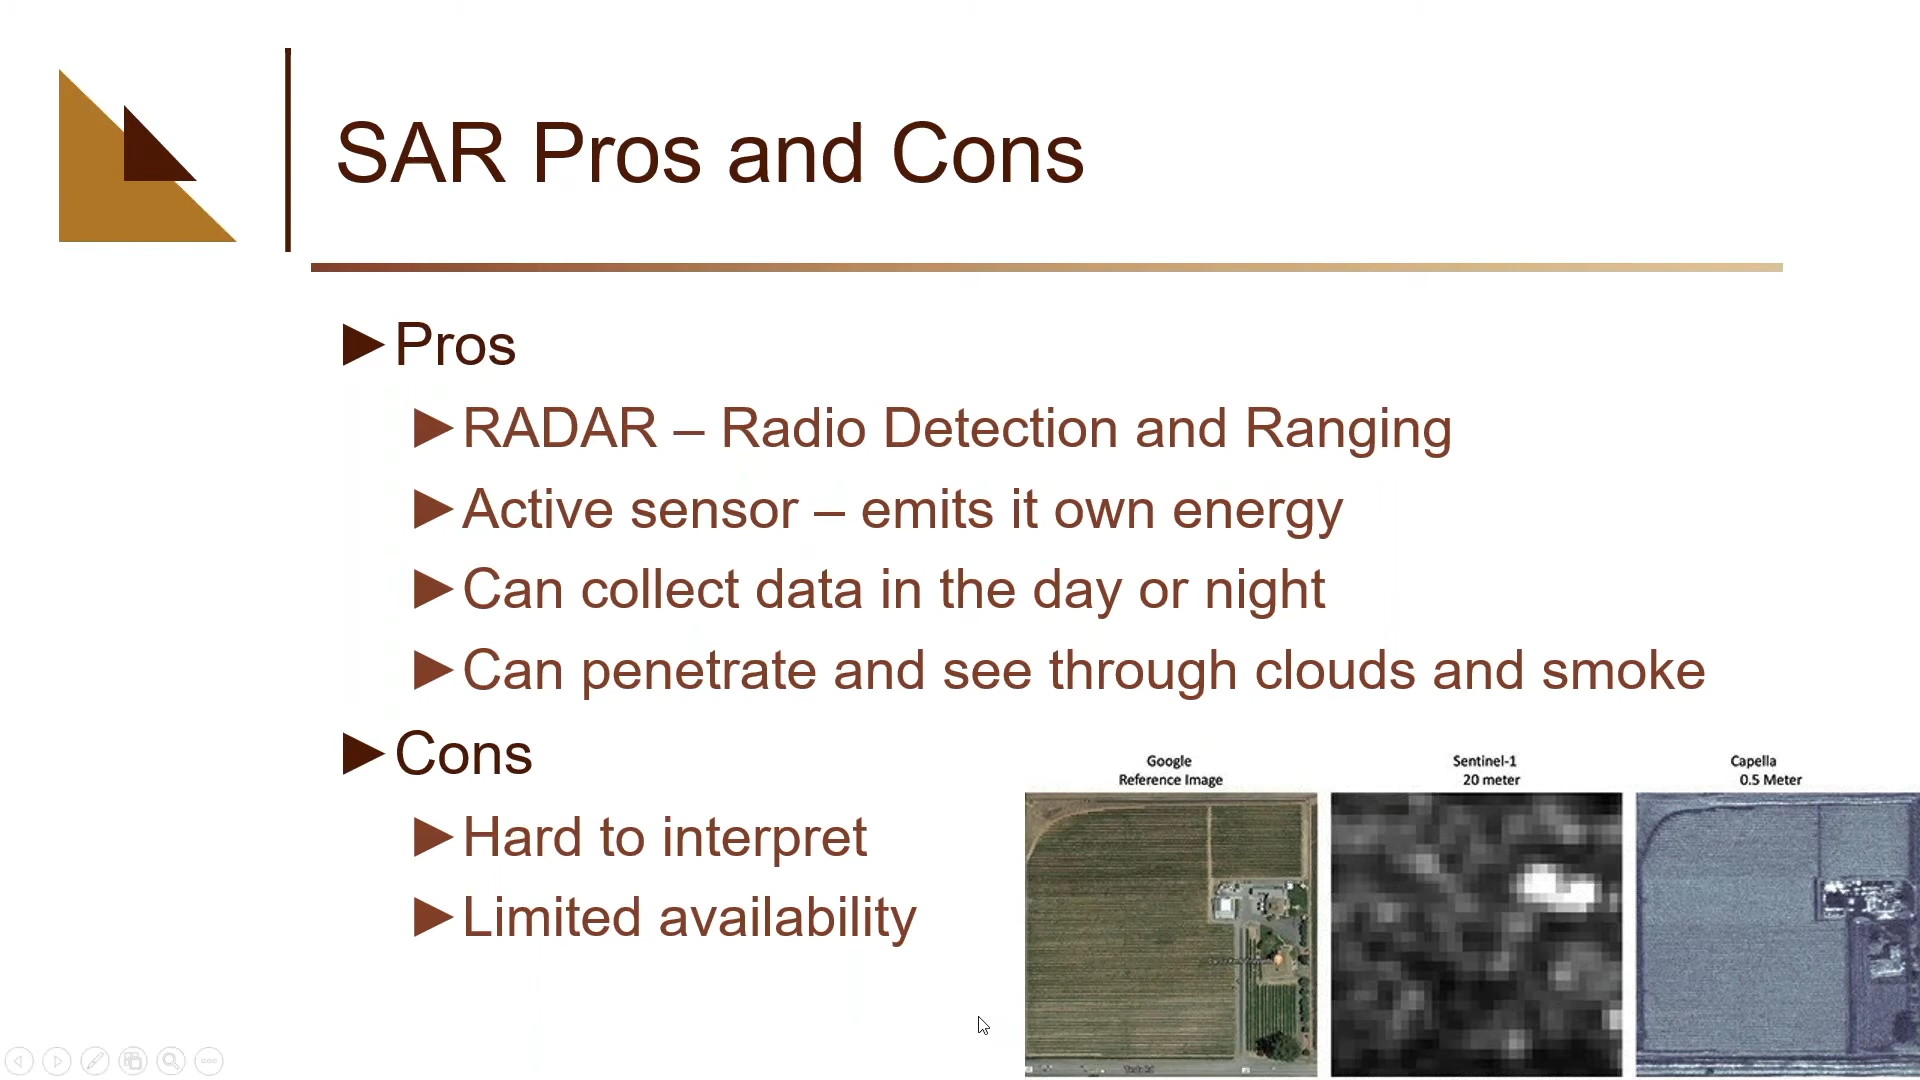 SAR Pros and Cons
Pros
RADAR – Radio Detection and Ranging
Active sensor – emits it own energy
Can collect data in the day or night
Can penetrate and see through clouds and smoke
Cons
Hard to interpret
Limited availability
Google
Reference Image
Sentinel-1
20 meter
Capella
0.5 Meter